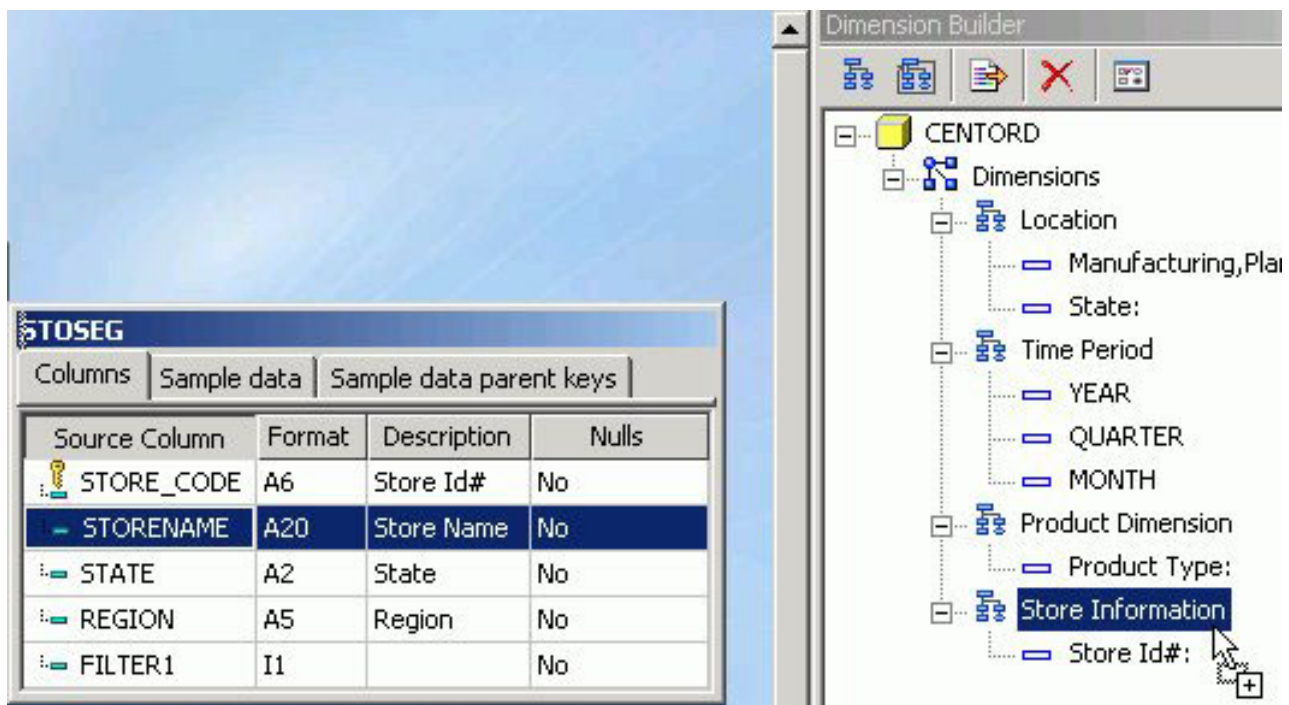 Dimension Builder
CENTORD
Dimensions
Location
Manufacturing,Plan
State:
Time Period
YEAR
QUARTER
MONTH
Product Dimension
Product Type:
Store Information
Store Id#:
STOSEG
Columns Sample data Sample data parent keys
Source Column Format Description Nulls
STORE_CODE A6 Store Id# No
STORENAME A20 Store Name No
STATE A2 State No
REGION A5 Region No
FILTER1 I1 No